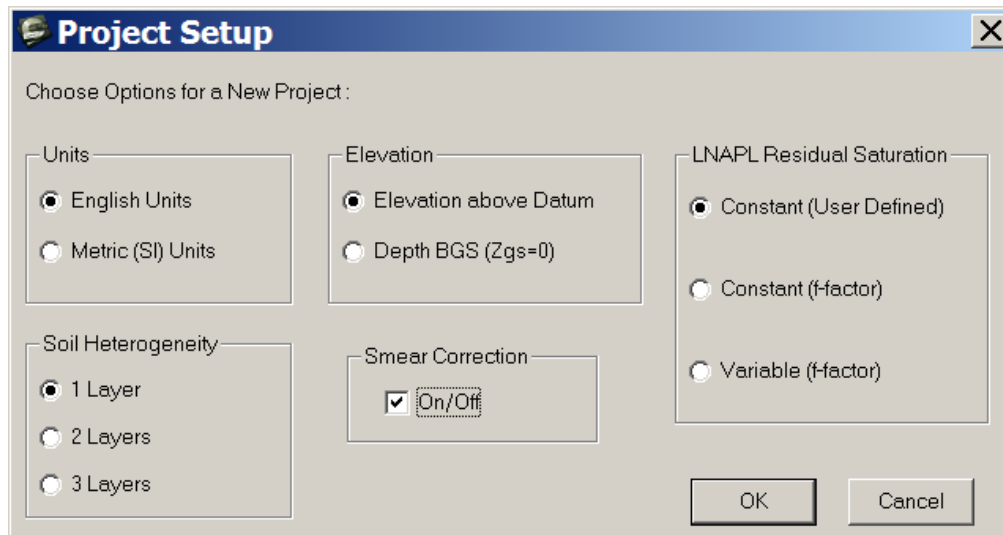 Project Setup
Choose Options for a New Project :
Units
English Units
Metric (SI) Units
Elevation
Elevation above Datum
Depth BGS (Zgs=0)
LNAPL Residual Saturation
Constant (User Defined)
Constant (f-factor)
Variable (f-factor)
Soil Heterogeneity
1 Layer
2 Layers
3 Layers
Smear Correction
On/Off
OK
Cancel